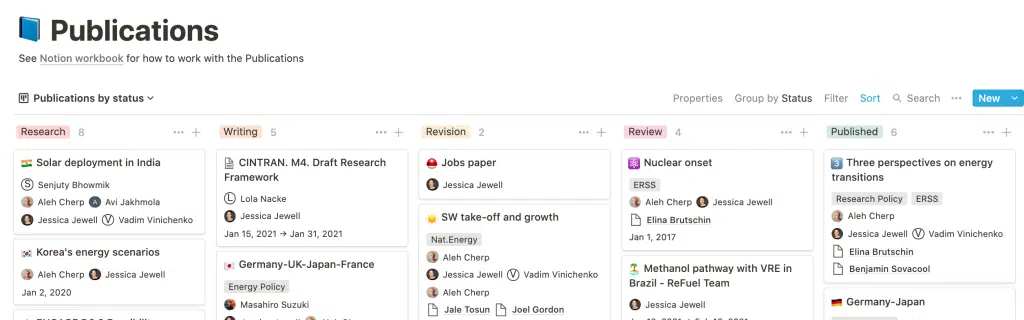 Publications
See Notion workbook for how to work with the Publications
Publications by status
Properties Group by Status Filter Sort Search ... New
Research 8
Solar deployment in India
Senjuty Bhowmik
Aleh Cherp A Avi Jakhmola
Jessica Jewell V Vadim Vinichenko
Korea's energy scenarios
Aleh Cherp Jessica Jewell
Jan 2, 2020
Writing 5
CINTRAN. M4. Draft Research
Framework
L Lola Nacke
Jessica Jewell
Jan 15, 2021 → Jan 31, 2021
Germany-UK-Japan-France
Energy Policy
Masahiro Suzuki
Revision 2
Jobs paper
Jessica Jewell
SW take-off and growth
Nat.Energy
Aleh Cherp
Jessica Jewell V Vadim Vinichenko
Aleh Cherp
Jale Tosun Joel Gordon
Review 4
Nuclear onset
ERSS
Aleh Cherp Jessica Jewell
Elina Brutschin
Jan 1, 2017
Methanol pathway with VRE in
Brazil - ReFuel Team
Jessica Jewell
Published 6
3 Three perspectives on energy
transitions
Research Policy ERSS
Aleh Cherp
Jessica Jewell V Vadim Vinichenko
Elina Brutschin
Benjamin Sovacool
Germany-Japan